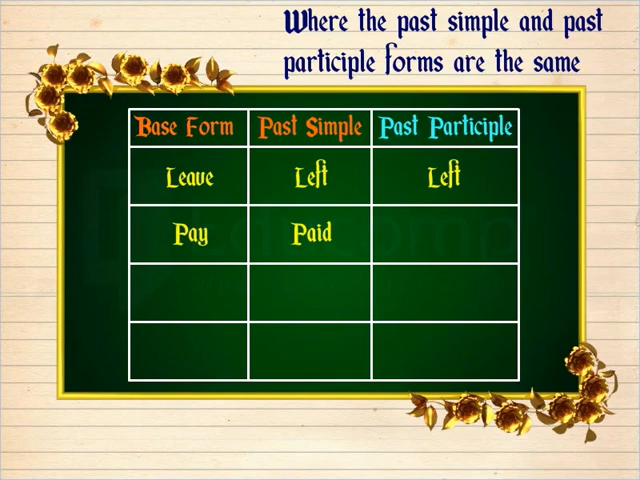 Where the past simple and past
participle forms are the same
Base Form Past Simple Past Participle
Leave Left Left
Pay Paid